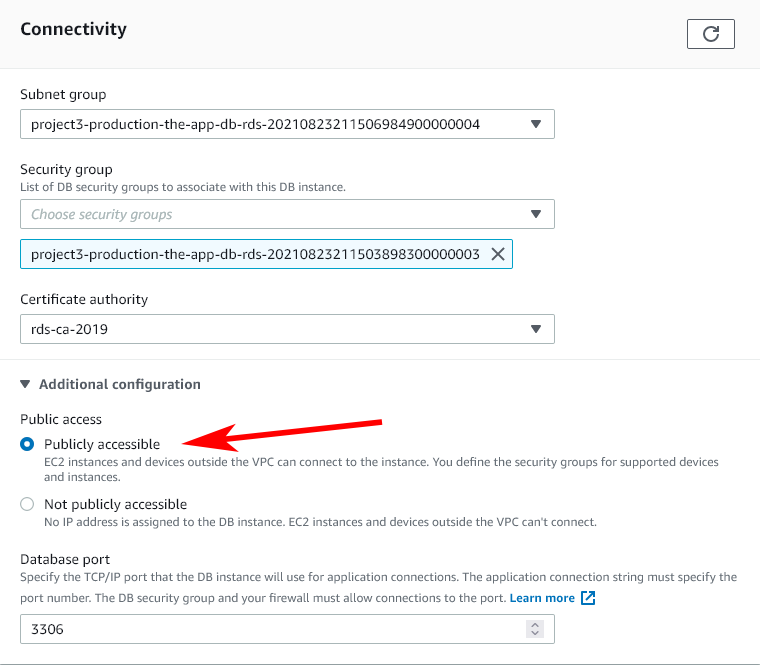 Connectivity
Subnet group
project3-production-the-app-db-rds-20210823211506984900000004
Security group
List of DB security groups to associate with this DB instance.
Choose security groups
project3-production-the-app-db-rds-20210823211503898300000003
Certificate authority
rds-ca-2019
Additional configuration
Public access
Publicly accessible
EC2 instances and devices outside the VPC can connect to the instance. You define the security groups for supported devices
and instances.
Not publicly accessible
No IP address is assigned to the DB instance. EC2 instances and devices outside the VPC can't connect.
Database port
Specify the TCP/IP port that the DB instance will use for application connections. The application connection string must specify the
port number. The DB security group and your firewall must allow connections to the port. Learn more
3306